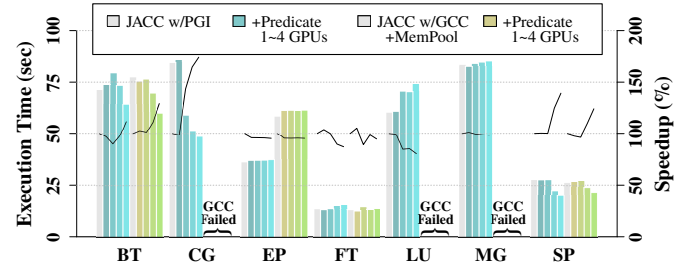 JACC w/PGI
+Predicate
1~4 GPUs
JACC w/GCC
+MemPool
+Predicate
1~4 GPUs
Execution Time (sec)
100
75
50
25
0
200
150
100
50
0
Speedup (%)
GCC
Failed
GCC
Failed
GCC
Failed
BT CG EP FT LU MG SP